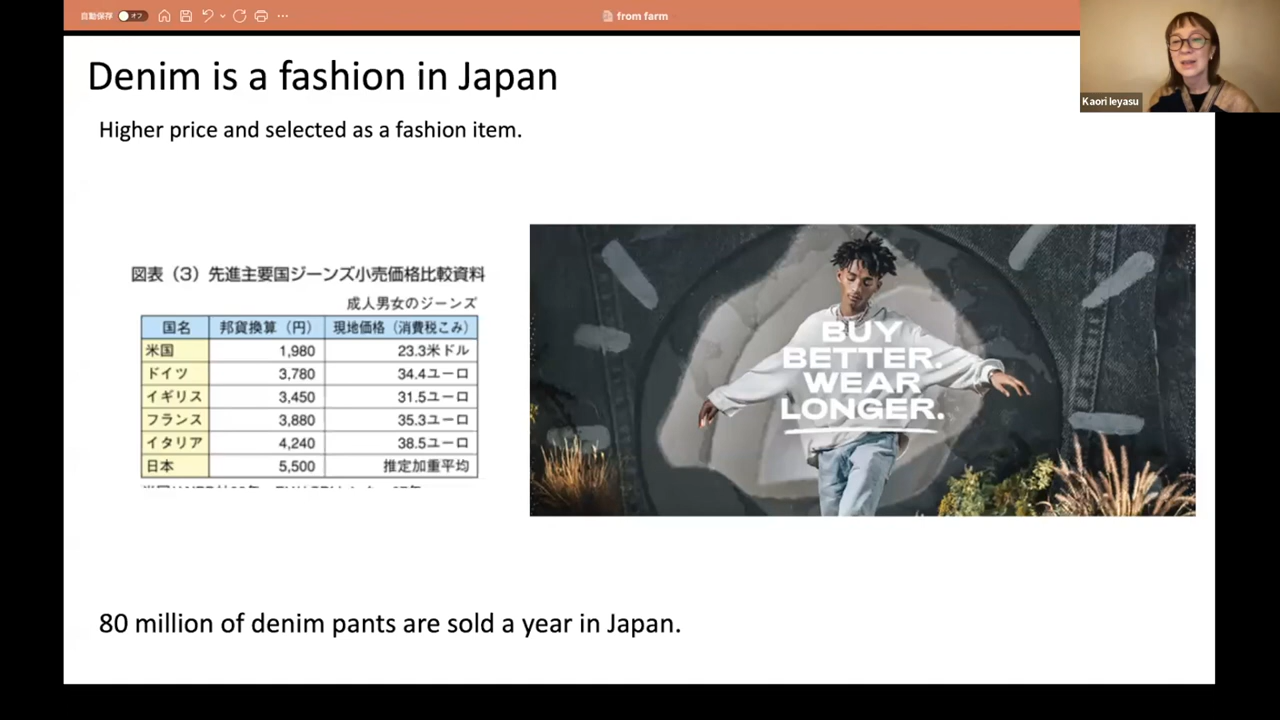 自動保存 オフ
from farm
Kaori Ieyasu
Denim is a fashion in Japan
Higher price and selected as a fashion item.
図表（3）先進主要国ジーンズ小売価格比較資料
成人男女のジーンズ
国名 邦貨換算（円） 現地価格（消費税こみ）
米国 1,980 23.3米ドル
ドイツ 3,780 34.4ユーロ
イギリス 3,450 31.5ユーロ
フランス 3,880 35.3ユーロ
イタリア 4,240 38.5ユーロ
日本 5,500 推定加重平均
BUY
BETTER.
WEAR
LONGER.
80 million of denim pants are sold a year in Japan.